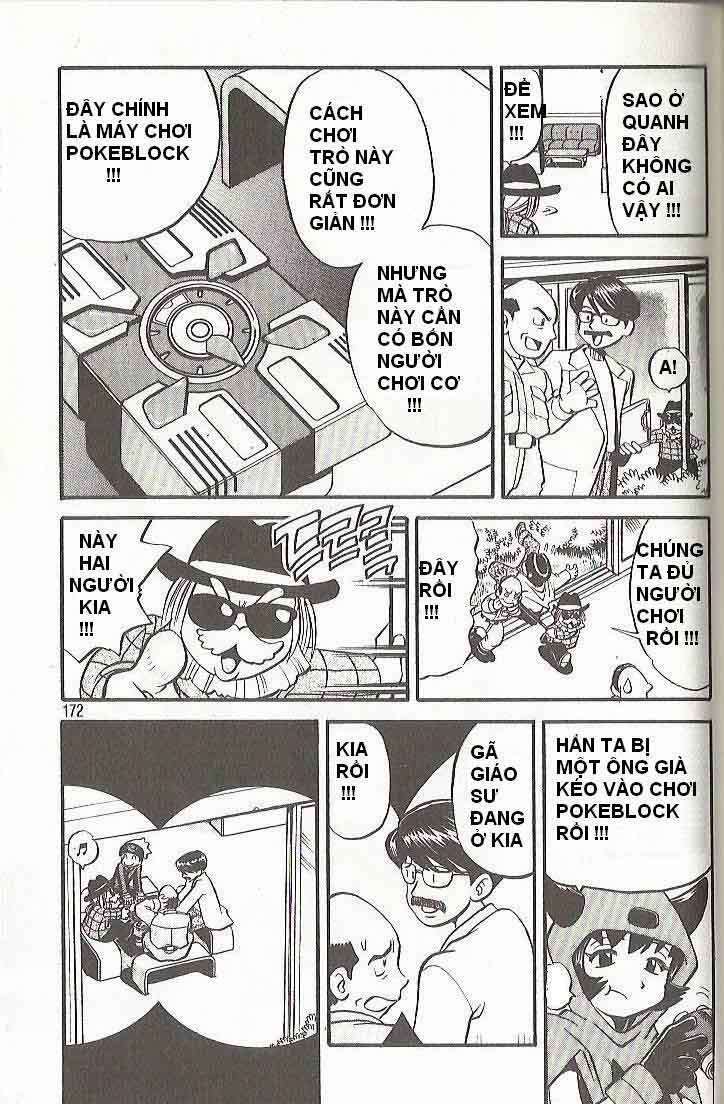 ĐÂY CHÍNH
LÀ MÁY CHƠI
POKEBLOCK
!!!
CÁCH
CHƠI
TRÒ NÀY
CŨNG
RẤT ĐƠN
GIẢN !!!
NHƯNG
MÀ TRÒ
NÀY CẦN
CÓ BỐN
NGƯỜI
CHƠI CƠ
!!!
ĐỂ
XEM
!!!
SAO Ở
QUANH
ĐÂY
KHÔNG
CÓ AI
VẬY !!!
A!
NÀY
HAI
NGƯỜI
KIA
!!!
ĐÂY
RỒI
!!!
CHÚNG
TA ĐỦ
NGƯỜI
CHƠI
RỒI !!!
172
KIA
RỒI
!!!
GÃ
GIÁO
SƯ
ĐANG
Ở KIA
HẮN TA BỊ
MỘT ÔNG GIÀ
KÉO VÀO CHƠI
POKEBLOCK
RỒI !!!